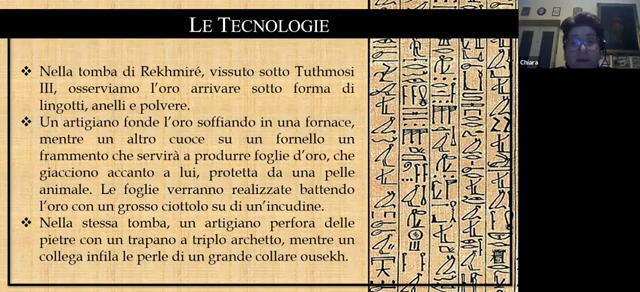 LE TECNOLOGIE
❖ Nella tomba di Rekhmiré, vissuto sotto Tuthmosi
III, osserviamo l'oro arrivare sotto forma di
lingotti, anelli e polvere.
❖ Un artigiano fonde l'oro soffiando in una fornace,
mentre un altro cuoce su un fornello un
frammento che servirà a produrre foglie d'oro, che
giacciono accanto a lui, protetta da una pelle
animale. Le foglie verranno realizzate battendo
l'oro con un grosso ciottolo su di un'incudine.
❖ Nella stessa tomba, un artigiano perfora delle
pietre con un trapano a triplo archetto, mentre un
collega infila le perle di un grande collare ousekh.
Chiara